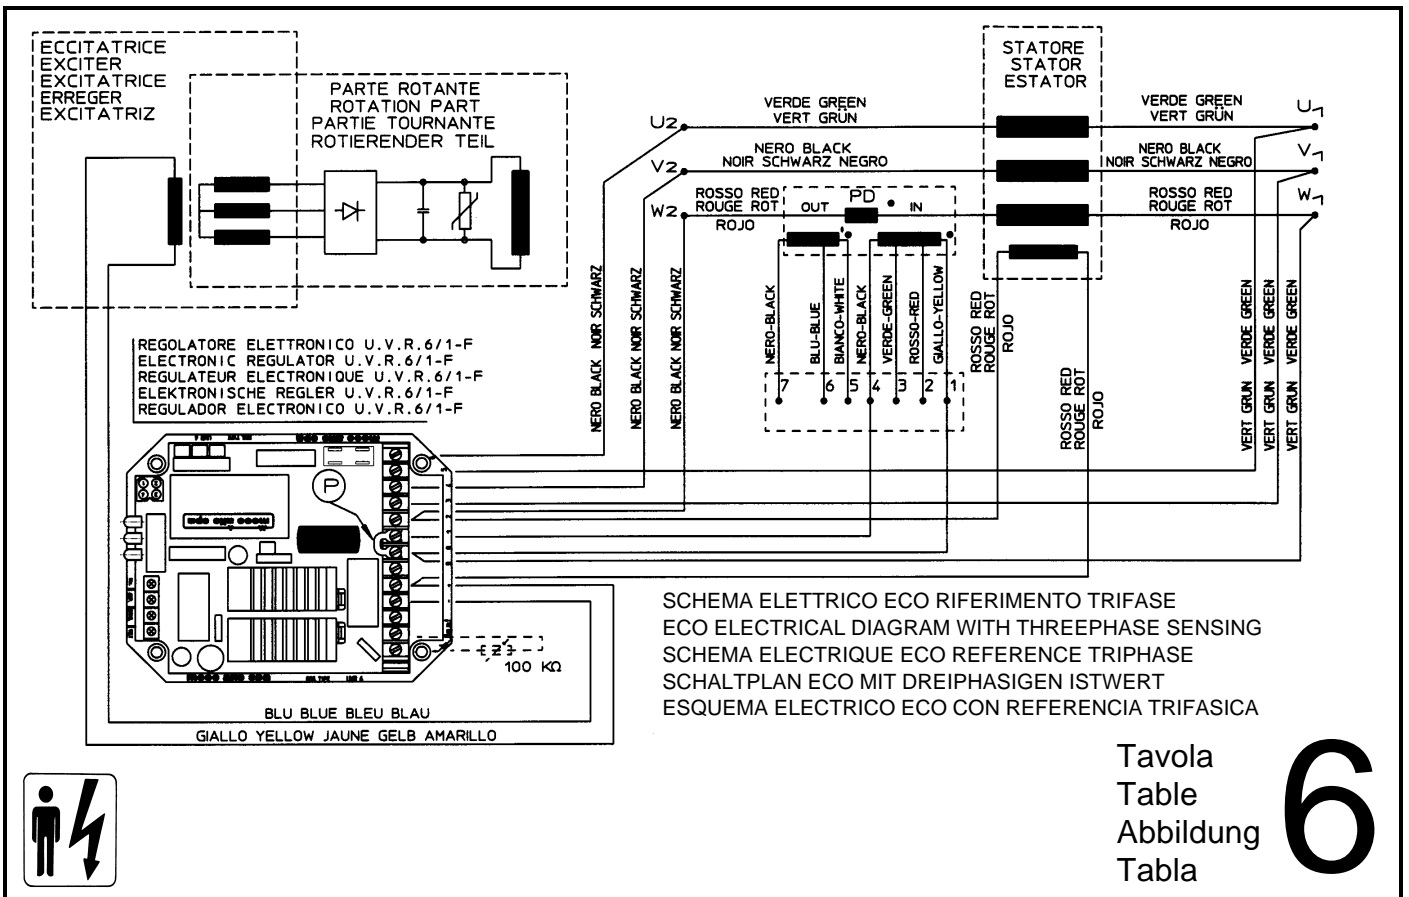 ECCITATRICE
EXCITER
EXCITATRICE
ERREGER
EXCITATRIZ
PARTE ROTANTE
ROTATION PART
PARTIE TOURNANTE
ROTIERENDER TEIL
STATORE
STATOR
ESTATOR
U2
VERDE GREEN
VERT GRÜN
VERDE GREEN
VERT GRÜN
U1
V2
NERO BLACK
NOIR SCHWARZ NEGRO
NERO BLACK
NOIR SCHWARZ NEGRO
V1
W2
ROSSO RED
ROUGE ROT
ROJO
OUT
PD
IN
ROSSO RED
ROUGE ROT
ROJO
W1
NERO BLACK NOIR SCHWARZ
NERO BLACK NOIR SCHWARZ
NERO BLACK NOIR SCHWARZ
NERO-BLACK
BLU-BLUE
BIANCO-WHITE
NERO-BLACK
VERDE-GREEN
ROSSO-RED
GIALLO-YELLOW
ROSSO RED
ROUGE ROT
ROJO
ROSSO RED
ROUGE ROT
ROJO
VERT GRUN VERDE GREEN
VERT GRUN VERDE GREEN
VERT GRUN VERDE GREEN
7 6 5 4 3 2 1
REGOLATORE ELETTRONICO U.V.R.6/1-F
ELECTRONIC REGULATOR U.V.R.6/1-F
REGULATEUR ELECTRONIQUE U.V.R.6/1-F
ELEKTRONISCHE REGLER U.V.R.6/1-F
REGULADOR ELECTRONICO U.V.R.6/1-F
P
100 KΩ
BLU BLUE BLEU BLAU
GIALLO YELLOW JAUNE GELB AMARILLO
SCHEMA ELETTRICO ECO RIFERIMENTO TRIFASE
ECO ELECTRICAL DIAGRAM WITH THREEPHASE SENSING
SCHEMA ELECTRIQUE ECO REFERENCE TRIPHASE
SCHALTPLAN ECO MIT DREIPHASIGEN ISTWERT
ESQUEMA ELECTRICO ECO CON REFERENCIA TRIFASICA
Tavola
Table
Abbildung
Tabla
6